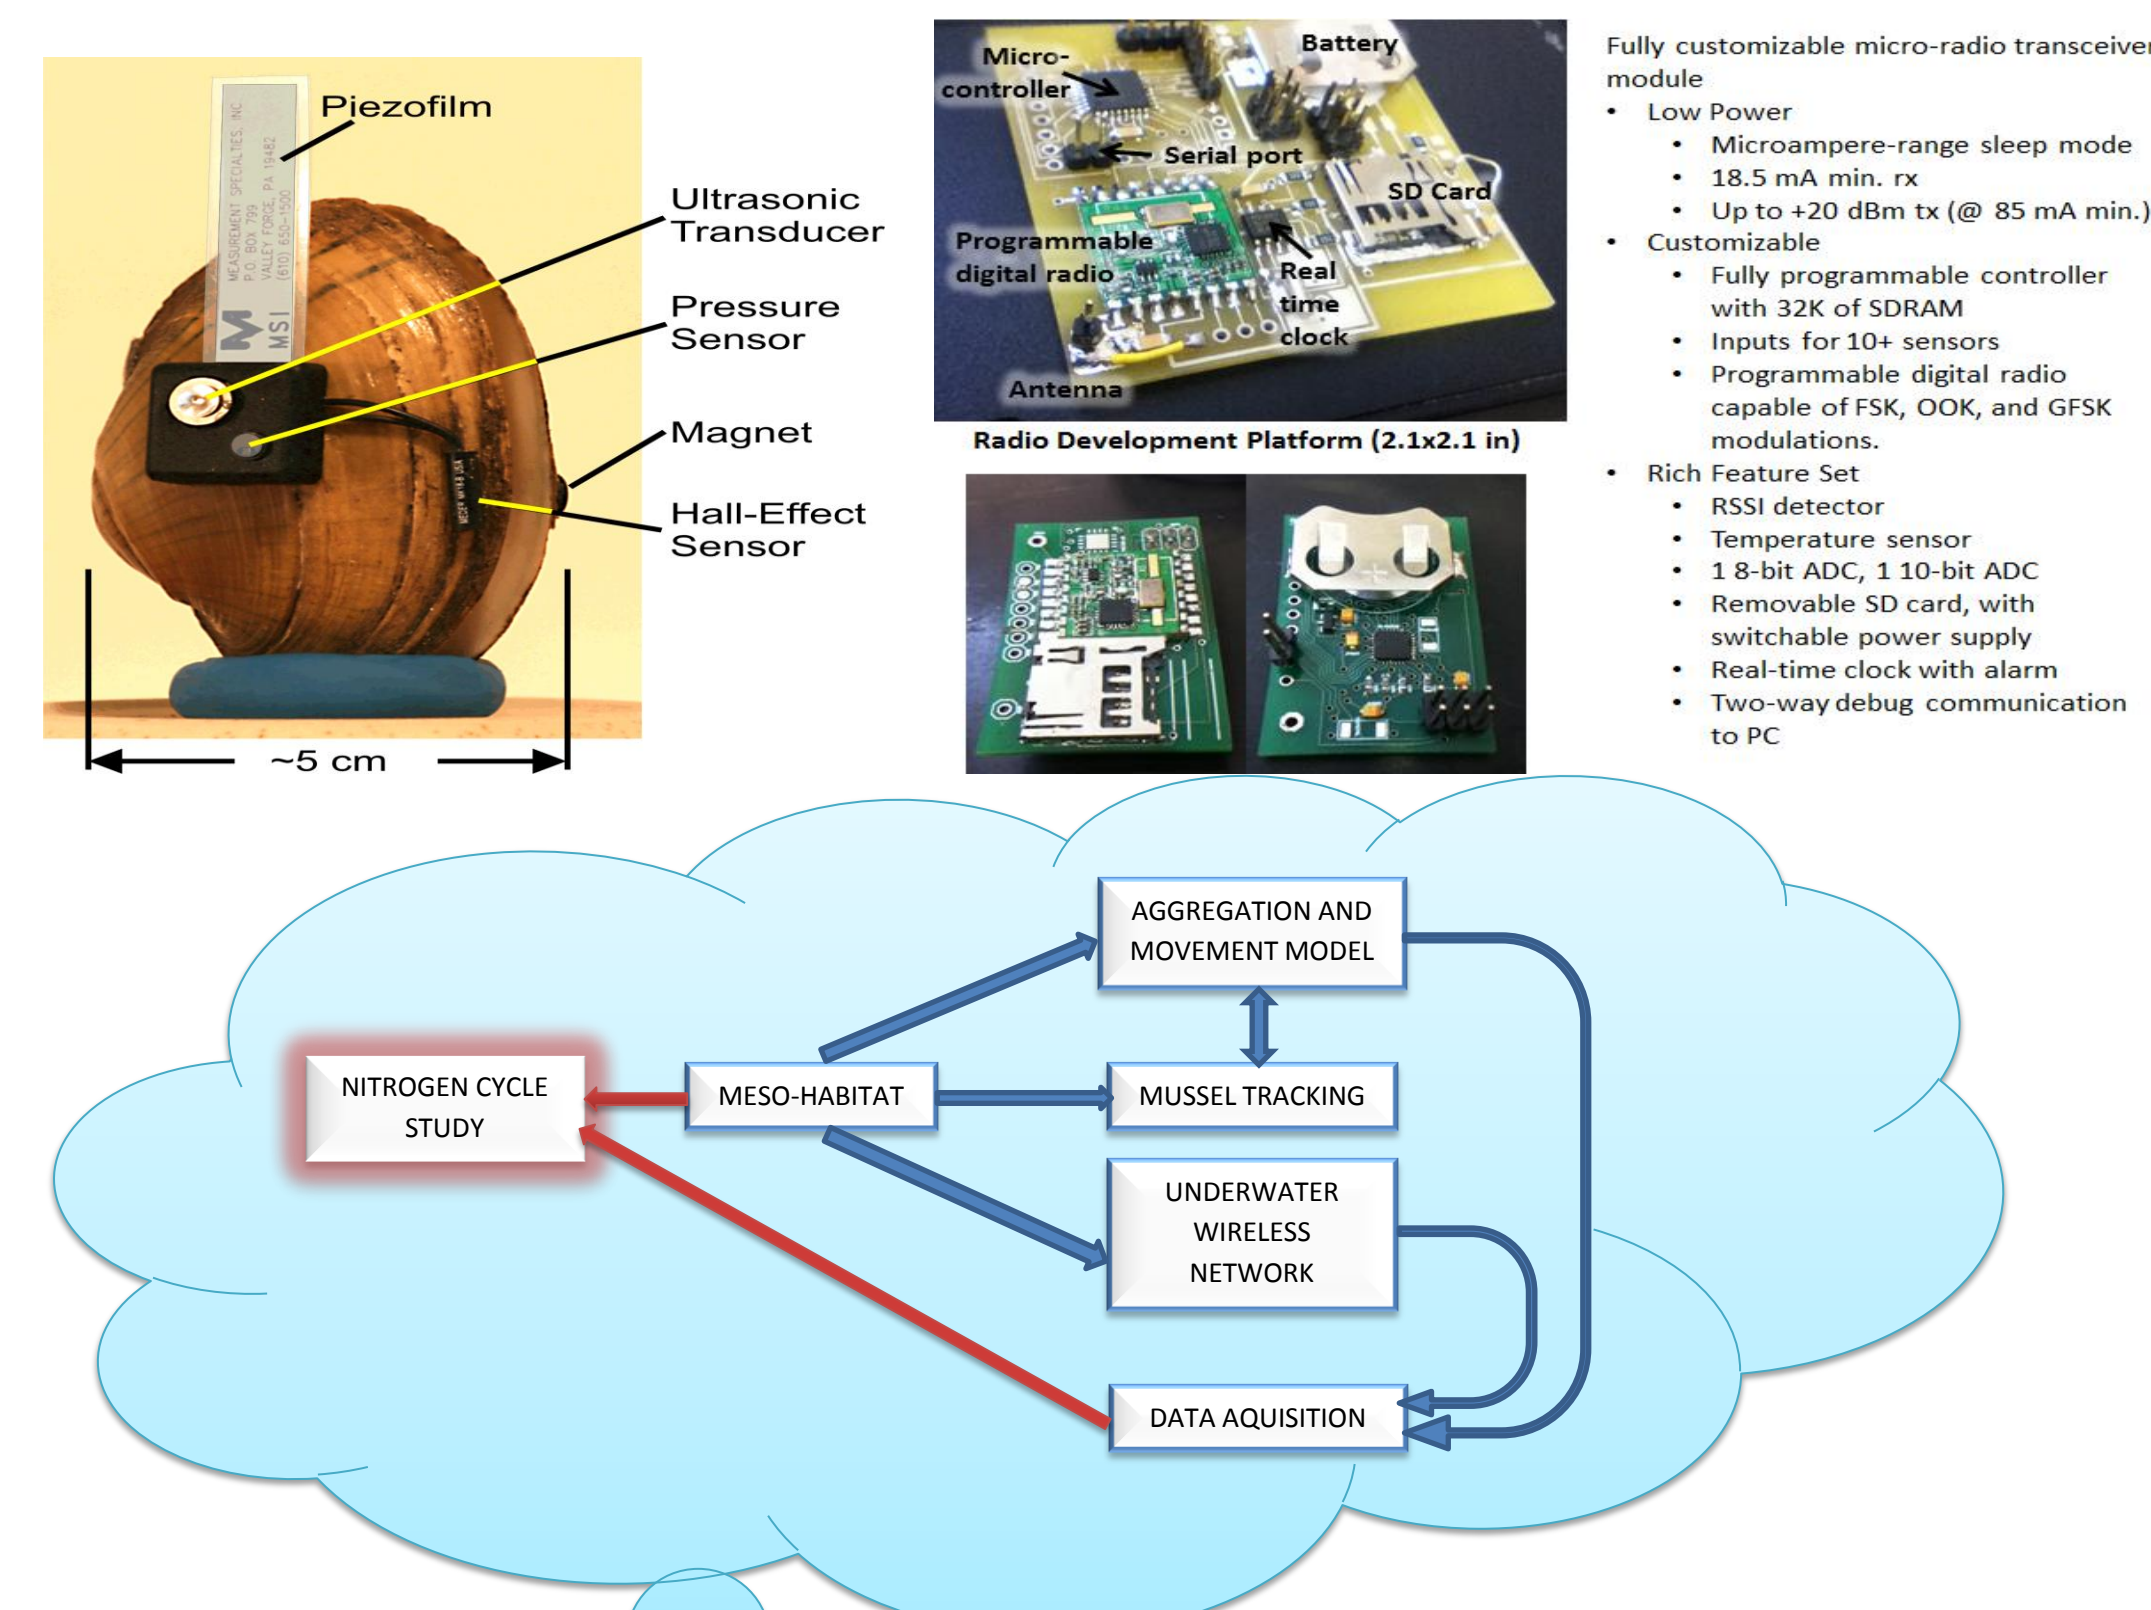 Piezofilm
MEASUREMENT SPECIALTIES, INC.
P.O. BOX 799
VALLEY FORGE, PA 19482
(610) 650-1500
MSI
Ultrasonic
Transducer
Pressure
Sensor
Magnet
MEDER
USA
Hall-Effect
Sensor
~5 cm
Micro-
controller
Battery
Serial port
SD Card
Programmable
digital radio
Real
time
clock
Antenna
Radio Development Platform (2.1x2.1 in)
Fully customizable micro-radio transceiver
module
• Low Power
• Microampere-range sleep mode
• 18.5 mA min. rx
• Up to +20 dBm tx (@ 85 mA min.)
• Customizable
• Fully programmable controller
with 32K of SDRAM
• Inputs for 10+ sensors
• Programmable digital radio
capable of FSK, OOK, and GFSK
modulations.
• Rich Feature Set
• RSSI detector
• Temperature sensor
• 1 8-bit ADC, 1 10-bit ADC
• Removable SD card, with
switchable power supply
• Real-time clock with alarm
• Two-way debug communication
to PC
AGGREGATION AND
MOVEMENT MODEL
NITROGEN CYCLE
STUDY
MESO-HABITAT
MUSSEL TRACKING
UNDERWATER
WIRELESS
NETWORK
DATA AQUISITION